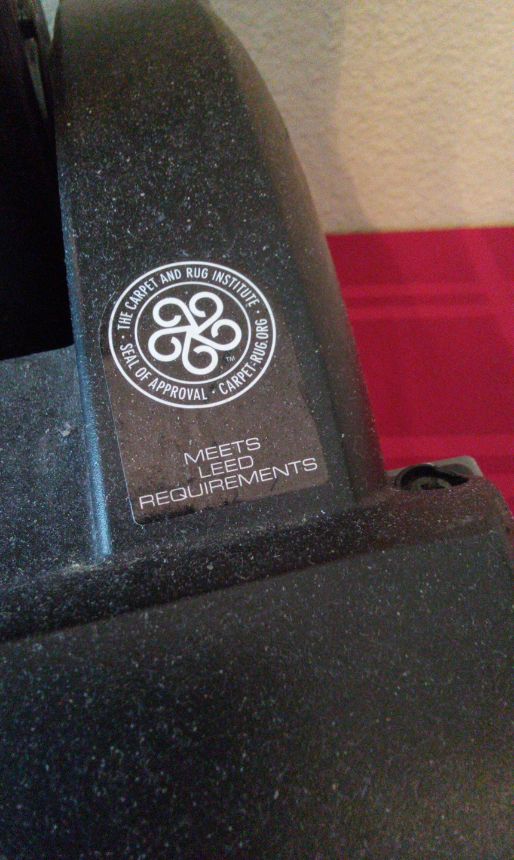 THE CARPET AND RUG INSTITUTE
SEAL OF APPROVAL · CARPET-RUG.ORG
TM
MEETS
LEED
REQUIREMENTS